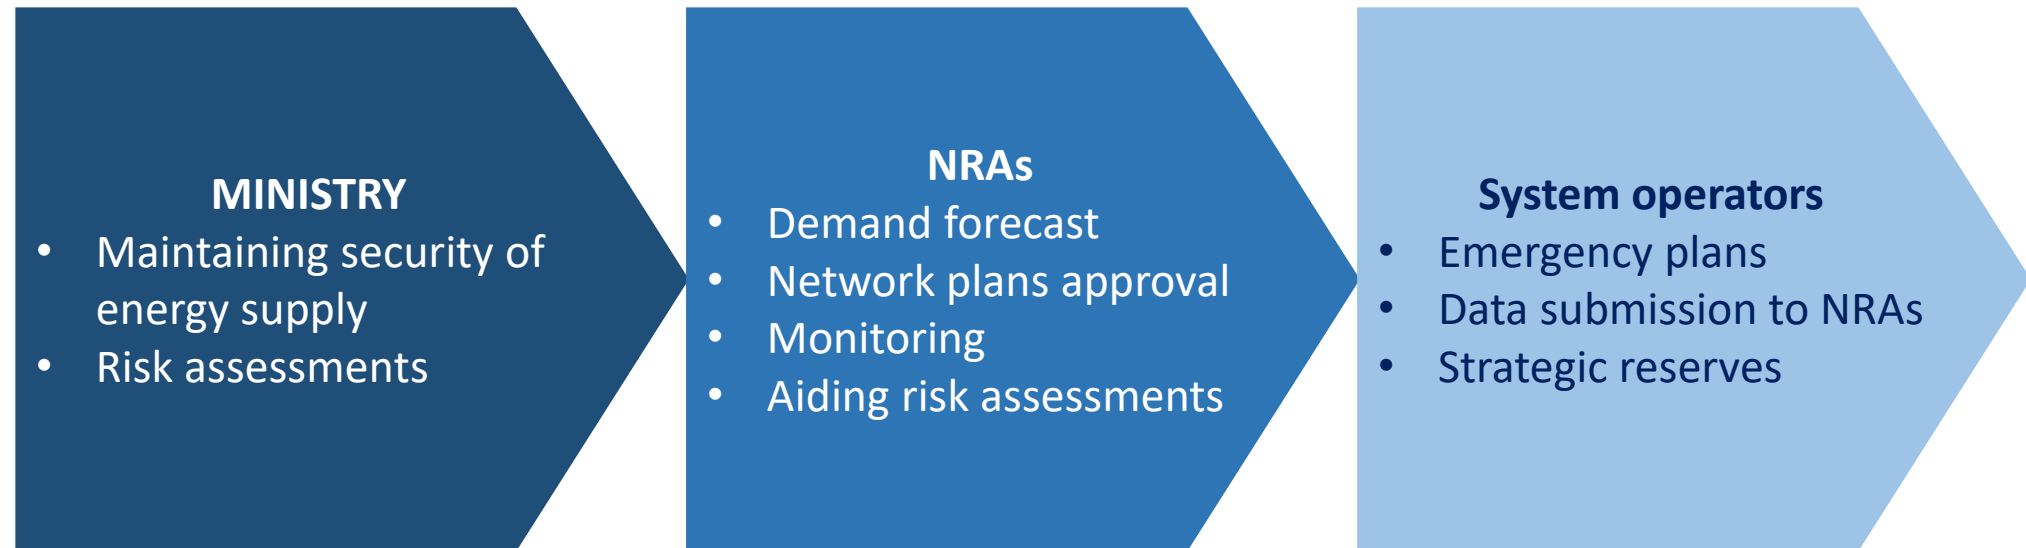 MINISTRY
• Maintaining security of
energy supply
• Risk assessments
NRAs
• Demand forecast
• Network plans approval
• Monitoring
• Aiding risk assessments
System operators
• Emergency plans
• Data submission to NRAs
• Strategic reserves